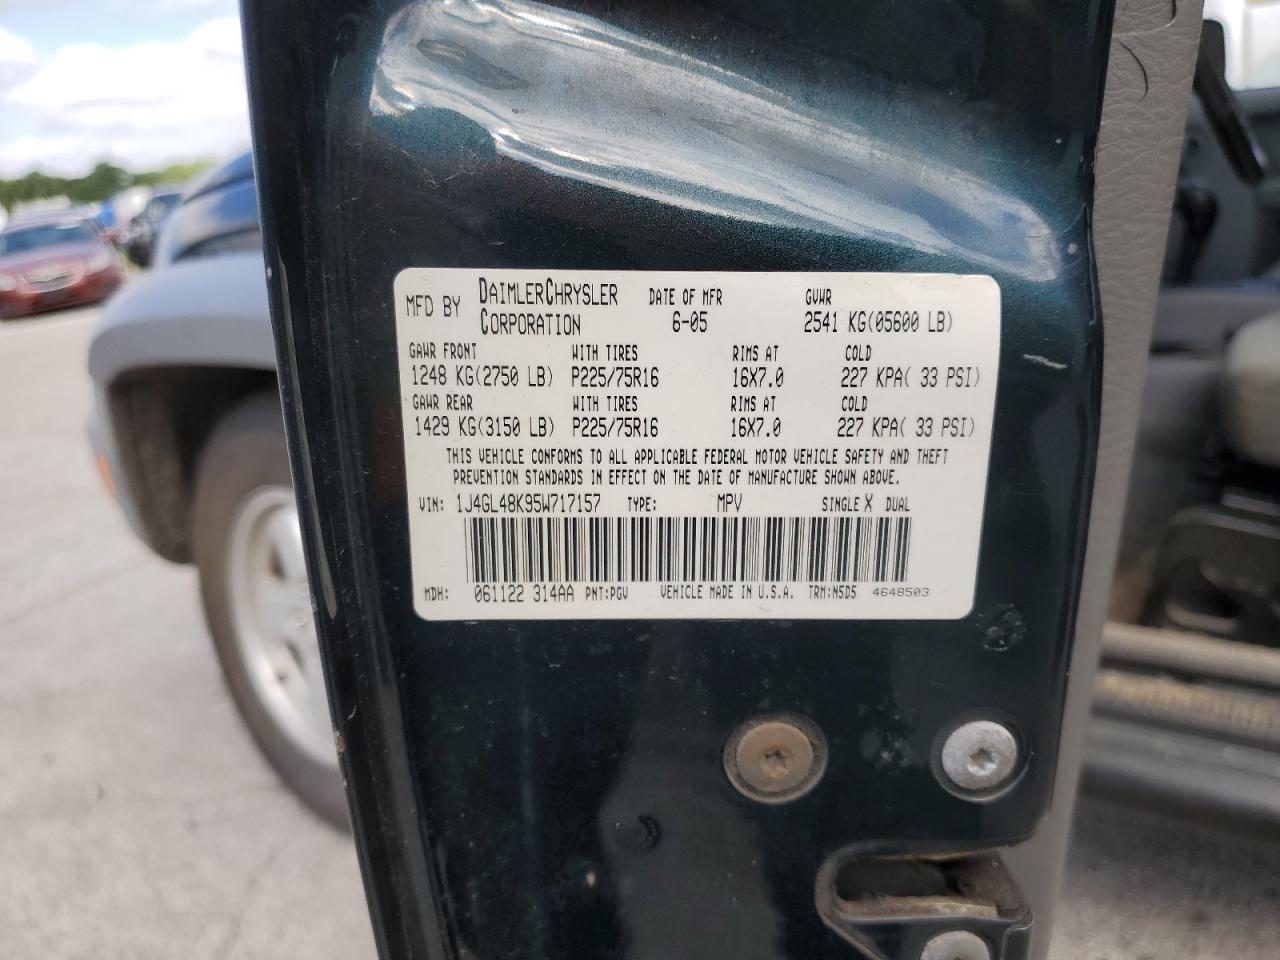 MFD BY DAIMLERCHRYSLER CORPORATION DATE OF MFR 6-05 GVWR 2541 KG(05600 LB)
GAWR FRONT WITH TIRES RIMS AT COLD
1248 KG(2750 LB) P225/75R16 16X7.0 227 KPA( 33 PSI)
GAWR REAR WITH TIRES RIMS AT COLD
1429 KG(3150 LB) P225/75R16 16X7.0 227 KPA( 33 PSI)
THIS VEHICLE CONFORMS TO ALL APPLICABLE FEDERAL MOTOR VEHICLE SAFETY AND THEFT
PREVENTION STANDARDS IN EFFECT ON THE DATE OF MANUFACTURE SHOWN ABOVE.
VIN: 1J4GL48K95W717157 TYPE: MPV SINGLE X DUAL
MDH: 061122 314AA PNT:PGV VEHICLE MADE IN U.S.A. TRM:N5D5 4648503